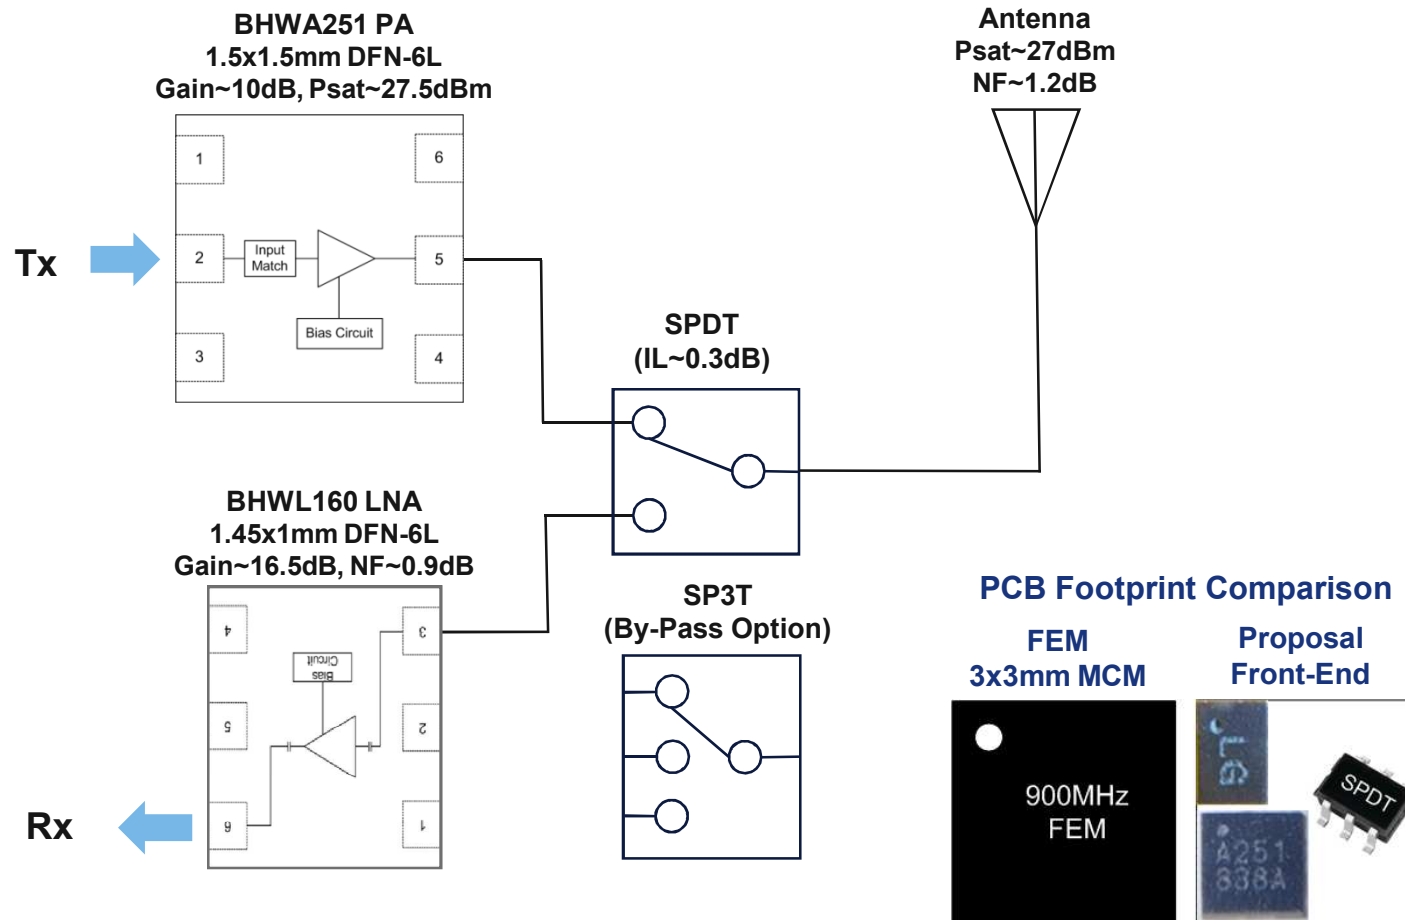 BHWA251 PA
1.5x1.5mm DFN-6L
Gain~10dB, Psat~27.5dBm
Antenna
Psat~27dBm
NF~1.2dB
1
6
Tx
2
Input
Match
5
Bias Circuit
3
4
SPDT
(IL~0.3dB)
BHWL160 LNA
1.45x1mm DFN-6L
Gain~16.5dB, NF~0.9dB
4
3
Bias
Circuit
5
2
6
1
Rx
SP3T
(By-Pass Option)
PCB Footprint Comparison
FEM
3x3mm MCM
Proposal
Front-End
900MHz
FEM
LG
SPDT
A251
838A